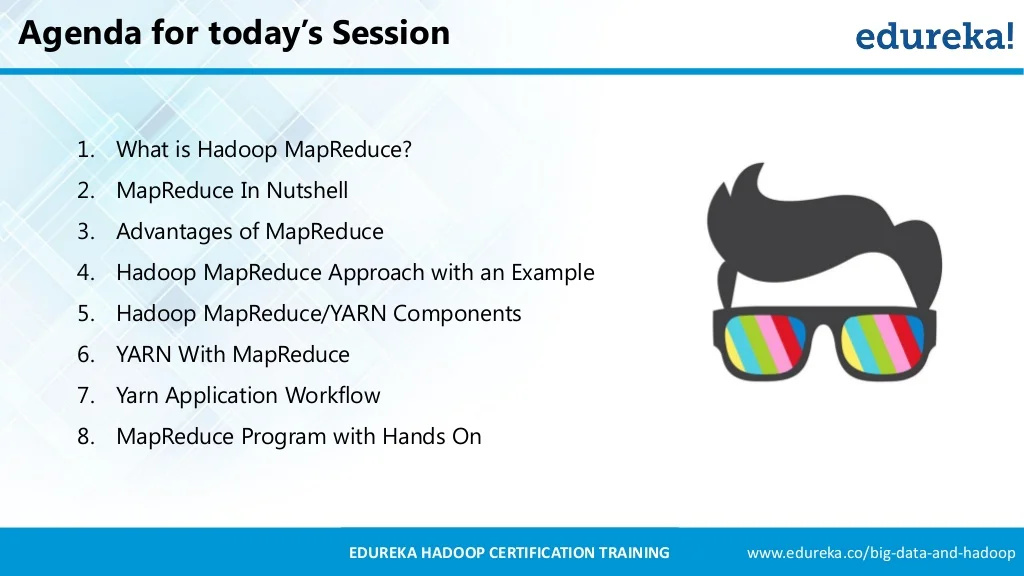 Agenda for today’s Session
edureka!
1. What is Hadoop MapReduce?
2. MapReduce In Nutshell
3. Advantages of MapReduce
4. Hadoop MapReduce Approach with an Example
5. Hadoop MapReduce/YARN Components
6. YARN With MapReduce
7. Yarn Application Workflow
8. MapReduce Program with Hands On
EDUREKA HADOOP CERTIFICATION TRAINING
www.edureka.co/big-data-and-hadoop